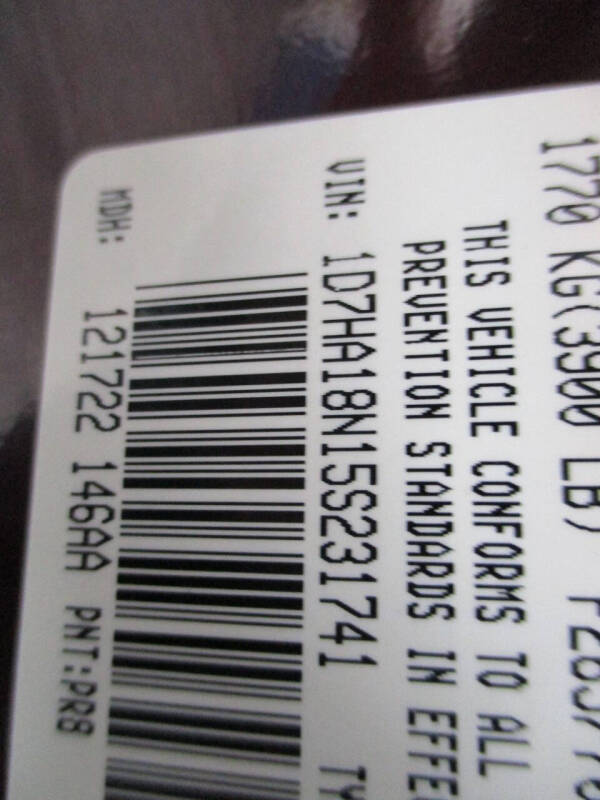 1770 KG(3900 LB)
THIS VEHICLE CONFORMS TO ALL
PREVENTION STANDARDS IN EFFE
VIN: 1D7HA18N15S231741 TY
MDH: 121722 146AA PNT:PR8